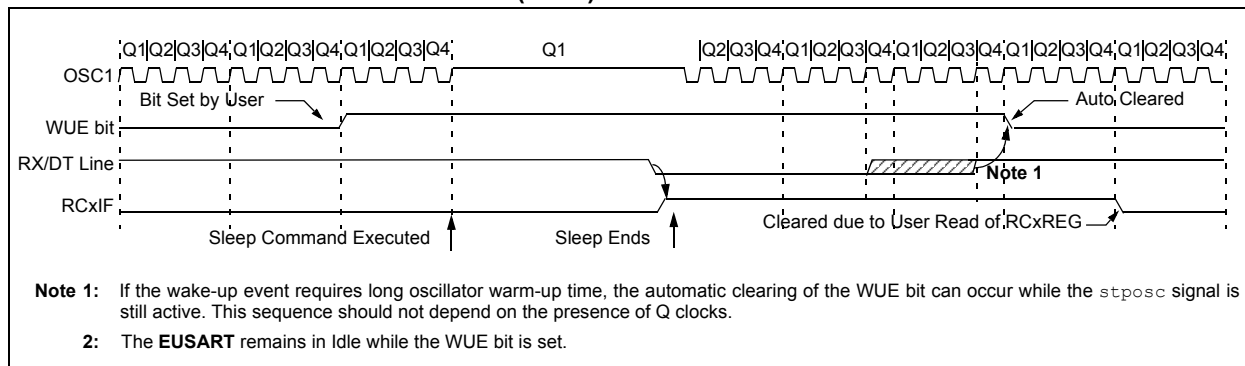 Q1|Q2|Q3|Q4|Q1|Q2|Q3|Q4|Q1|Q2|Q3|Q4 Q1 Q2|Q3|Q4|Q1|Q2|Q3|Q4|Q1|Q2|Q3|Q4|Q1|Q2|Q3|Q4|Q1|Q2|Q3|Q4
OSC1
Bit Set by User
Auto Cleared
WUE bit
RX/DT Line
Note 1
RCxIF
Cleared due to User Read of RCxREG
Sleep Command Executed
Sleep Ends
Note 1: If the wake-up event requires long oscillator warm-up time, the automatic clearing of the WUE bit can occur while the stposc signal is
still active. This sequence should not depend on the presence of Q clocks.
2: The EUSART remains in Idle while the WUE bit is set.